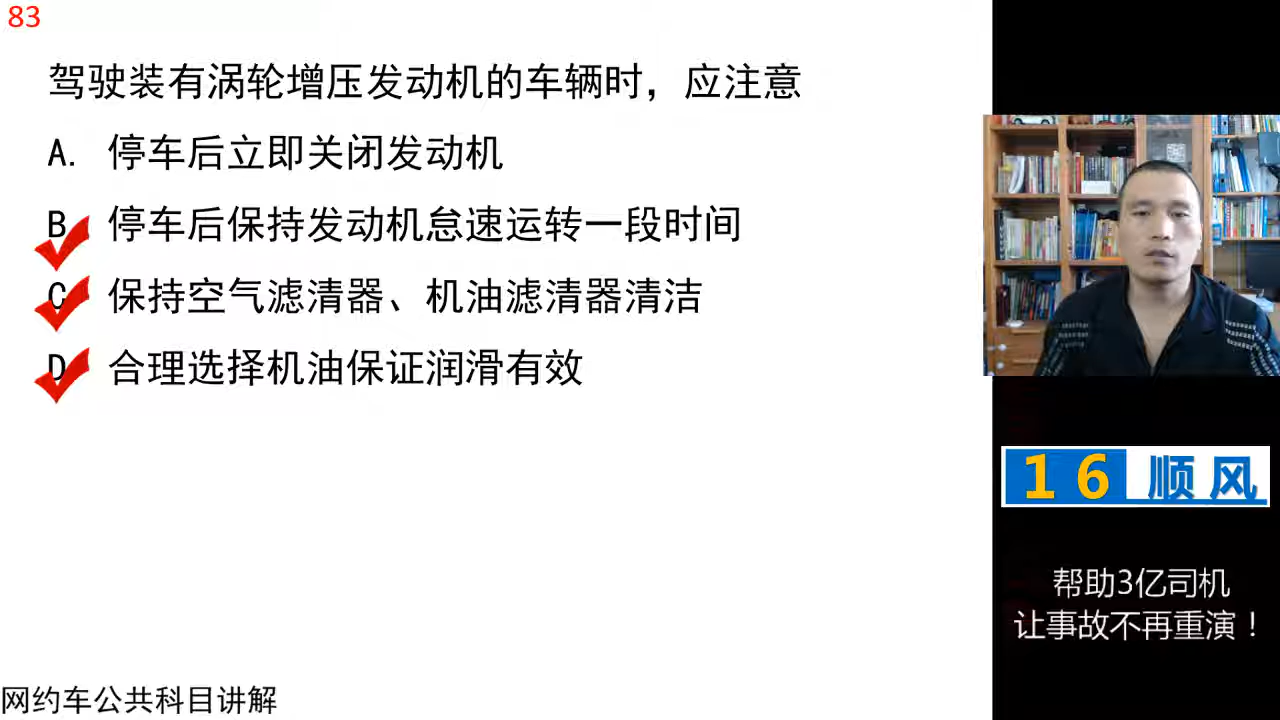 83
驾驶装有涡轮增压发动机的车辆时，应注意
A. 停车后立即关闭发动机
B 停车后保持发动机怠速运转一段时间
C 保持空气滤清器、机油滤清器清洁
D 合理选择机油保证润滑有效
16顺风
帮助3亿司机
让事故不再重演！
网约车公共科目讲解